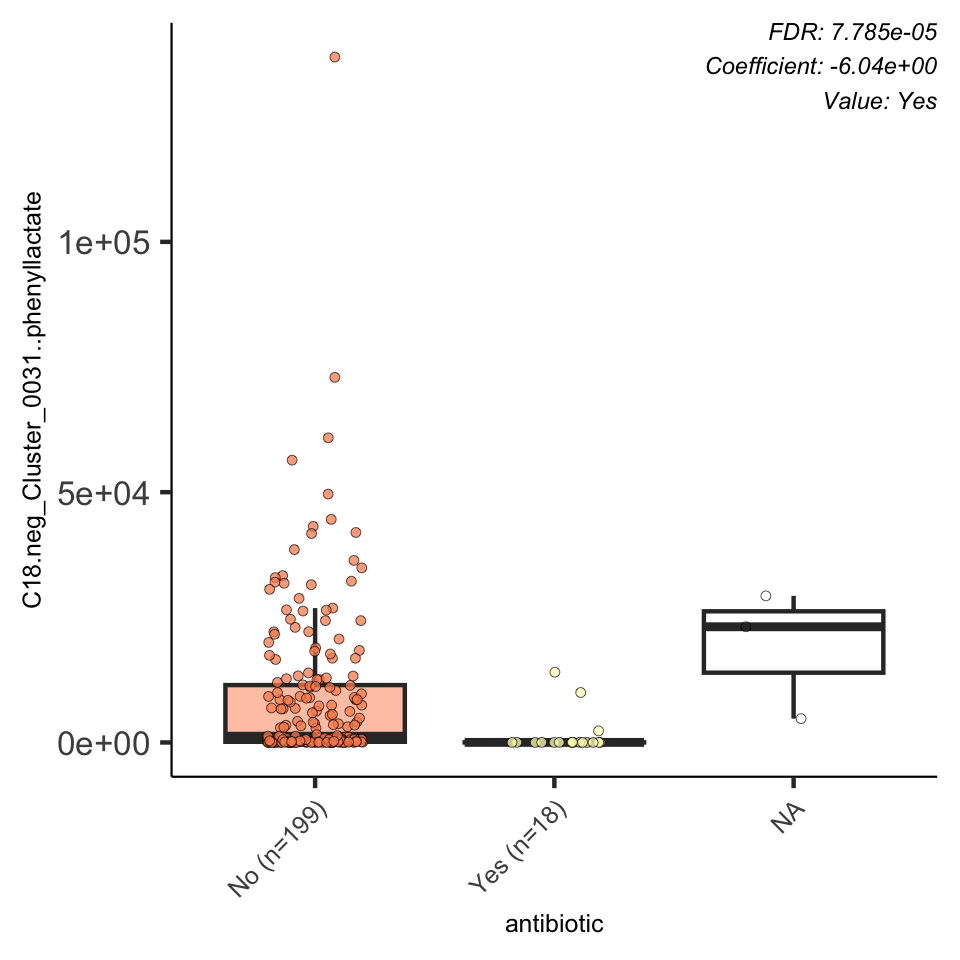 FDR: 7.785e-05
Coefficient: -6.04e+00
Value: Yes
C18.neg_Cluster_0031..phenyllactate
1e+05
5e+04
0e+00
No (n=199)
Yes (n=18)
NA
antibiotic